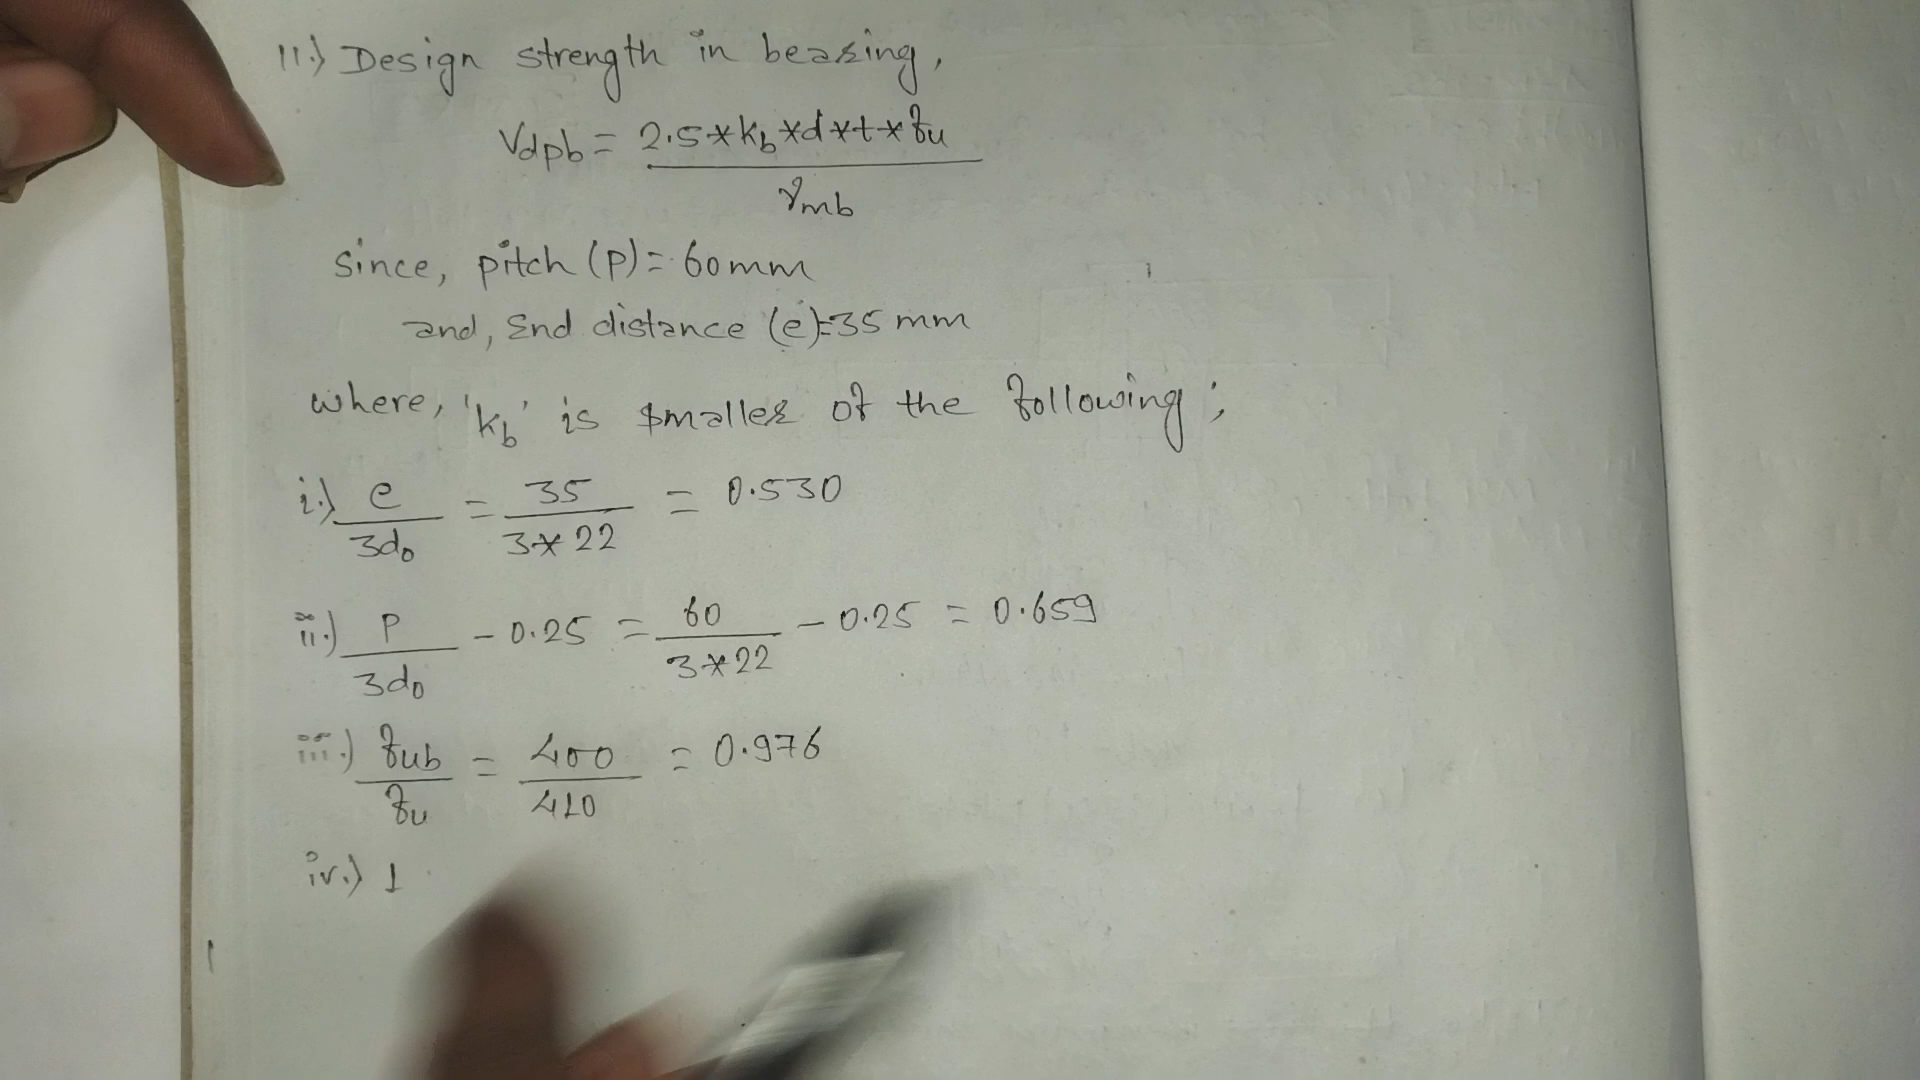 11.) Design strength in bearing,
Vdpb = 2.5*kb*d*t*fu
γmb
since, pitch (p) = 60mm
and, End distance (e) = 35 mm
where, 'kb' is smaller of the following;
i.) e/3do = 35/3*22 = 0.530
ii.) P/3do - 0.25 = 60/3*22 - 0.25 = 0.659
iii.) fub/fu = 400/410 = 0.976
iv.) 1